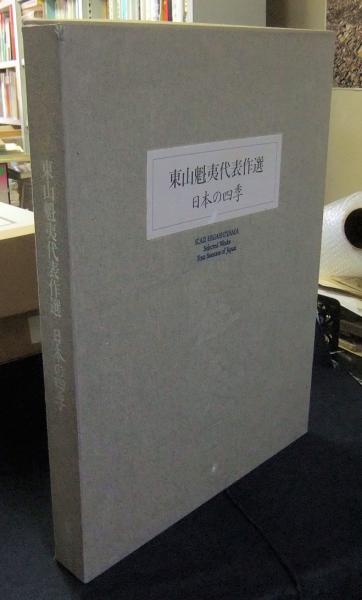 東山魁夷代表作選
日本の四季
KAII HIGASHIYAMA
Selected Works
Four Seasons of Japan
東山魁夷代表作選 日本の四季